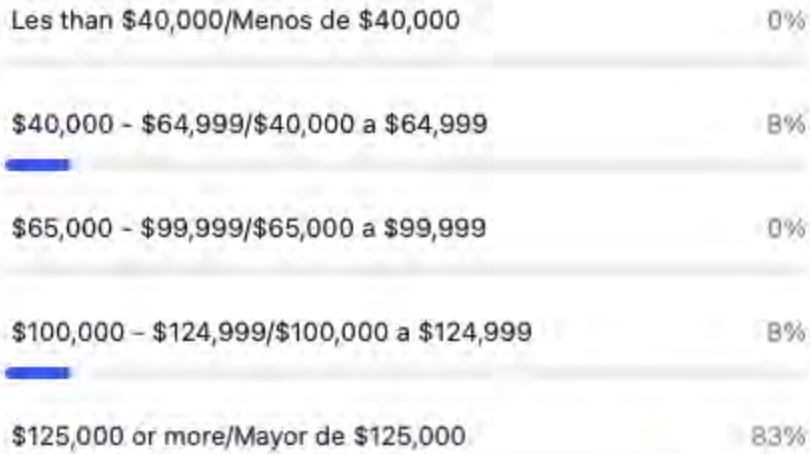 Les than $40,000/Menos de $40,000 0%
$40,000 - $64,999/$40,000 a $64,999 8%
$65,000 - $99,999/$65,000 a $99,999 0%
$100,000 - $124,999/$100,000 a $124,999 8%
$125,000 or more/Mayor de $125,000 83%